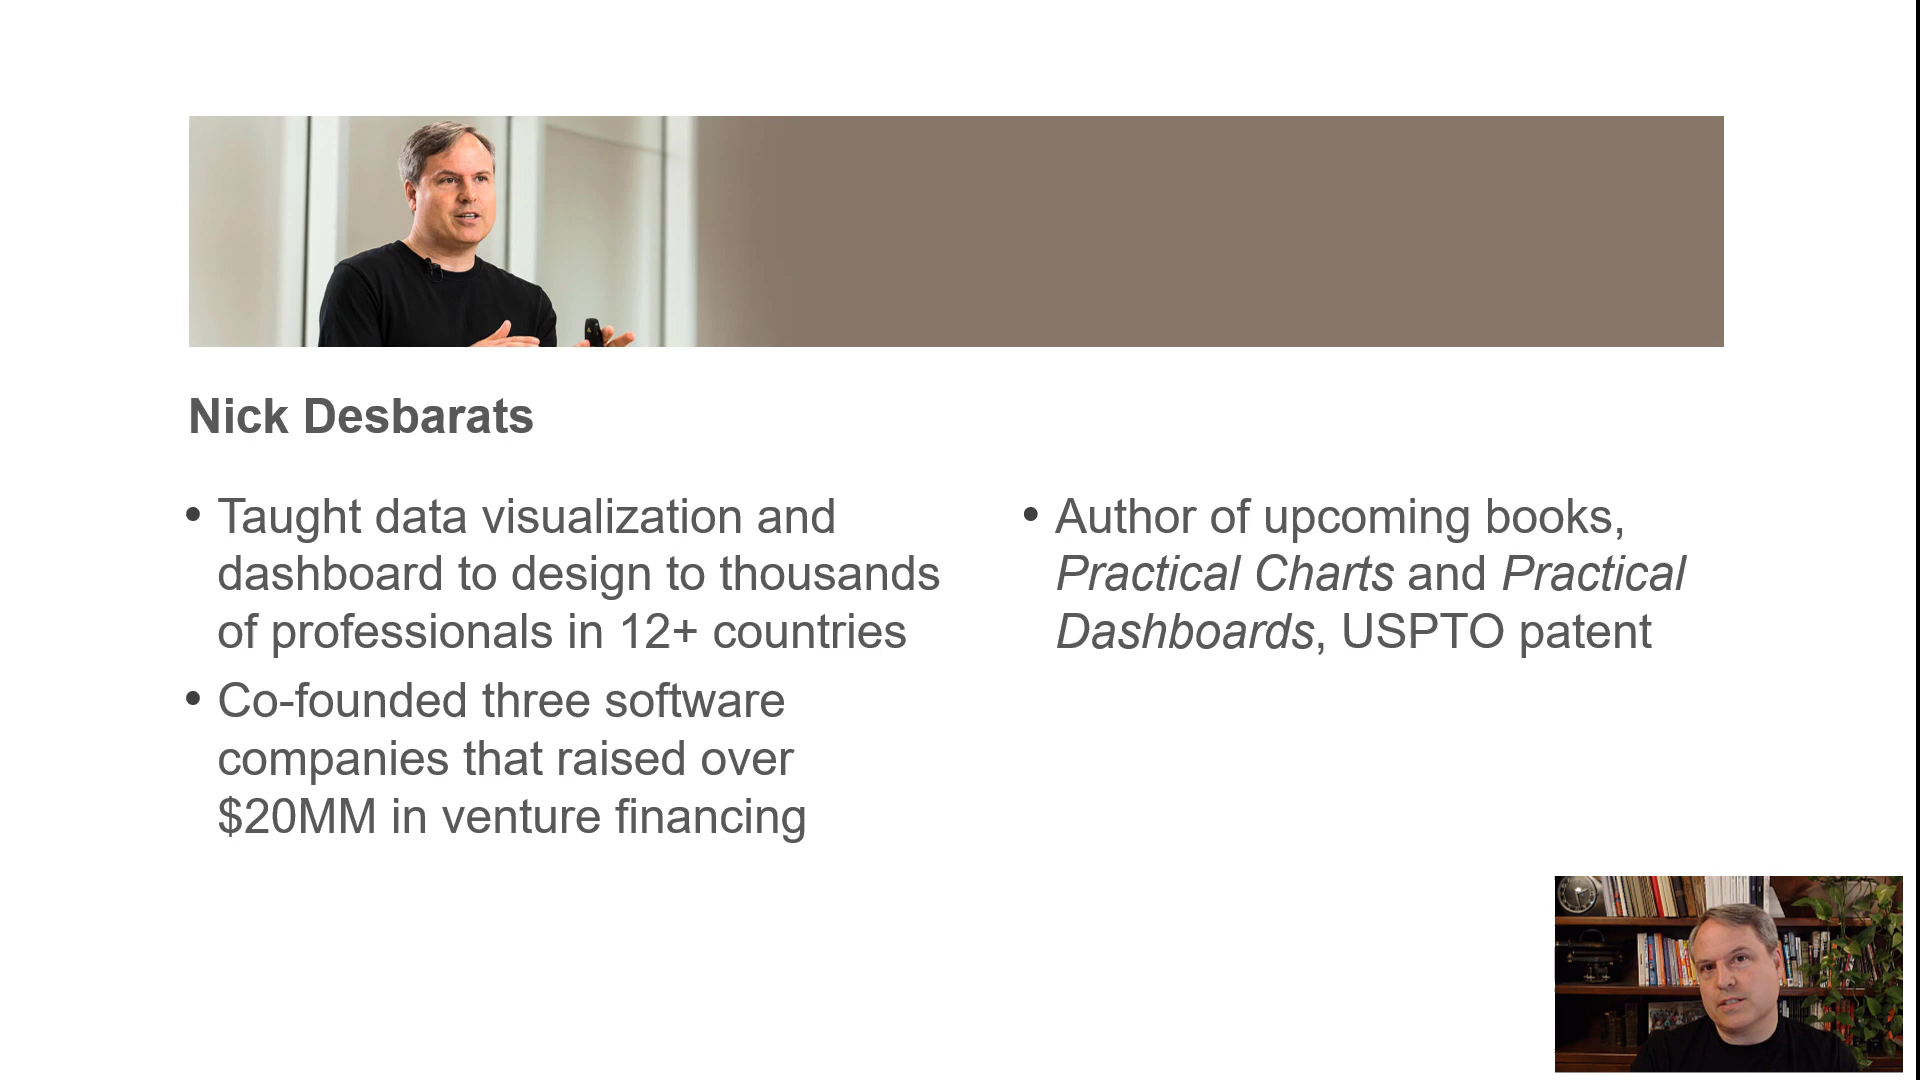 Nick Desbarats
• Taught data visualization and
dashboard to design to thousands
of professionals in 12+ countries
• Co-founded three software
companies that raised over
$20MM in venture financing
• Author of upcoming books,
Practical Charts and Practical
Dashboards, USPTO patent